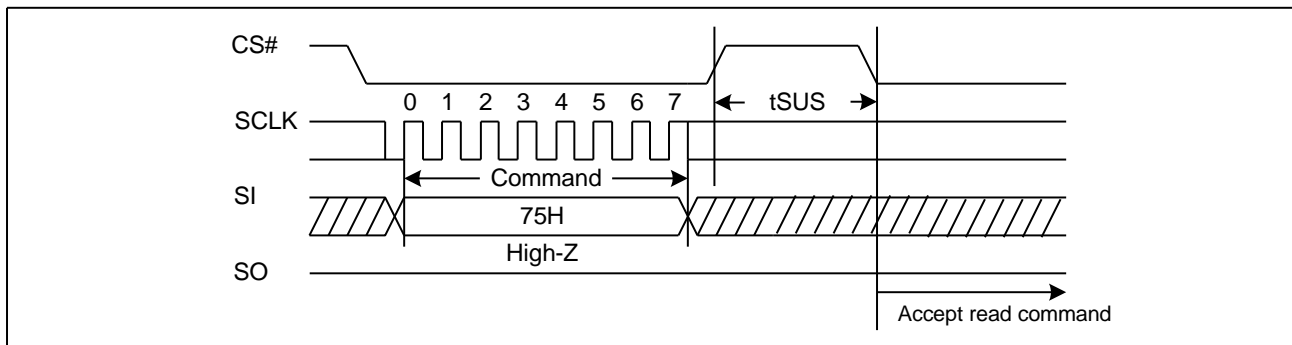 CS#
tSUS
0 1 2 3 4 5 6 7
SCLK
Command
SI
75H
High-Z
SO
Accept read command